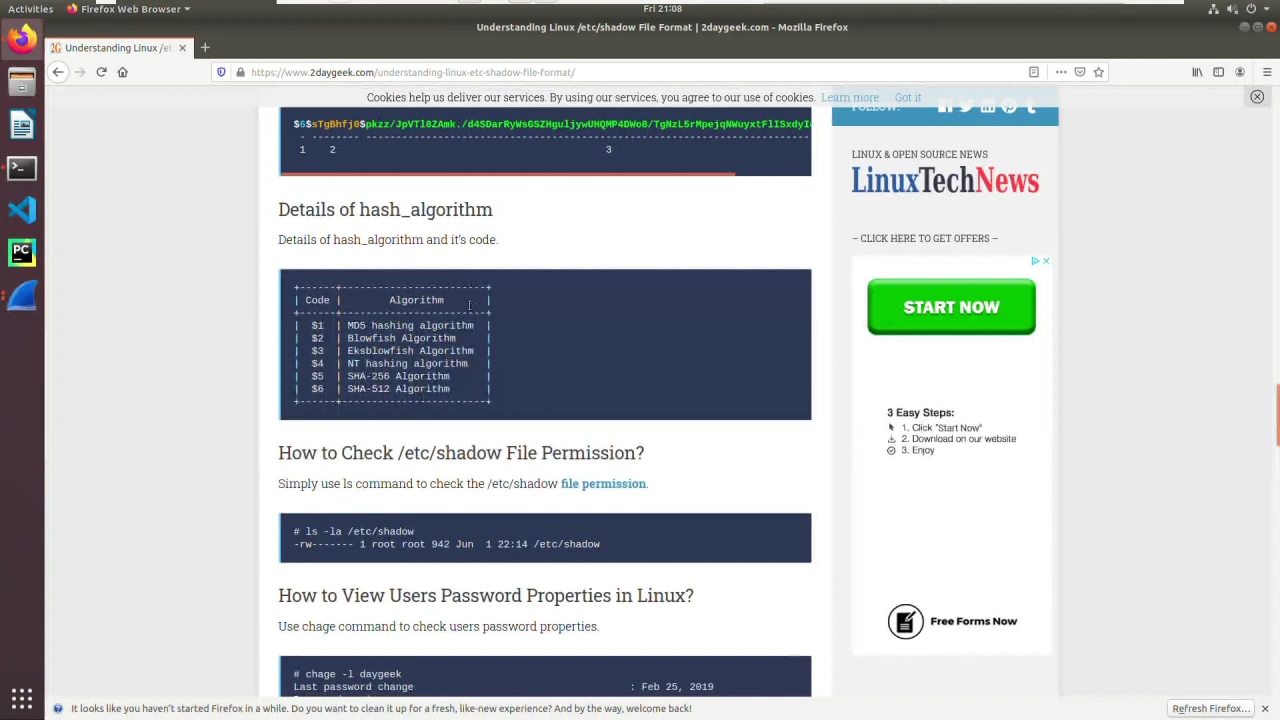 Activities Firefox Web Browser Fri 21:08
Understanding Linux /etc/shadow File Format | 2daygeek.com - Mozilla Firefox
2G Understanding Linux /et
https://www.2daygeek.com/understanding-linux-etc-shadow-file-format/
Cookies help us deliver our services. By using our services, you agree to our use of cookies. Learn more Got it
1 2 3
Details of hash_algorithm
Details of hash_algorithm and it's code.
+------+------------------------+
| Code | Algorithm |
+------+------------------------+
| $1 | MD5 hashing algorithm |
| $2 | Blowfish Algorithm |
| $3 | Eksblowfish Algorithm |
| $4 | NT hashing algorithm |
| $5 | SHA-256 Algorithm |
| $6 | SHA-512 Algorithm |
+------+------------------------+
How to Check /etc/shadow File Permission?
Simply use ls command to check the /etc/shadow file permission.
# ls -la /etc/shadow
-rw------- 1 root root 942 Jun 1 22:14 /etc/shadow
How to View Users Password Properties in Linux?
Use chage command to check users password properties.
# chage -l daygeek
Last password change : Feb 25, 2019
LINUX & OPEN SOURCE NEWS
LinuxTechNews
– CLICK HERE TO GET OFFERS –
START NOW
3 Easy Steps:
1. Click "Start Now"
2. Download on our website
3. Enjoy
Free Forms Now
PC
It looks like you haven't started Firefox in a while. Do you want to clean it up for a fresh, like-new experience? And by the way, welcome back!
Refresh Firefox...